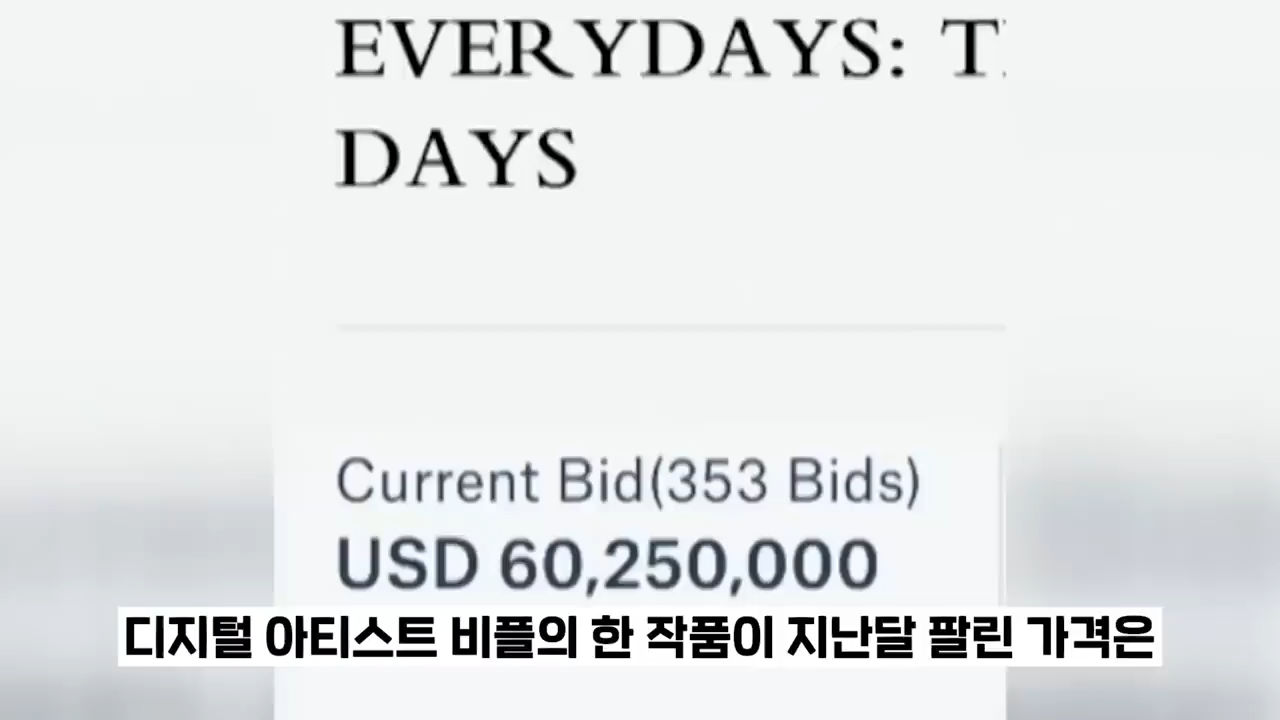 EVERYDAYS:
DAYS
Current Bid(353 Bids)
USD 60,250,000
디지털 아티스트 비플의 한 작품이 지난달 팔린 가격은